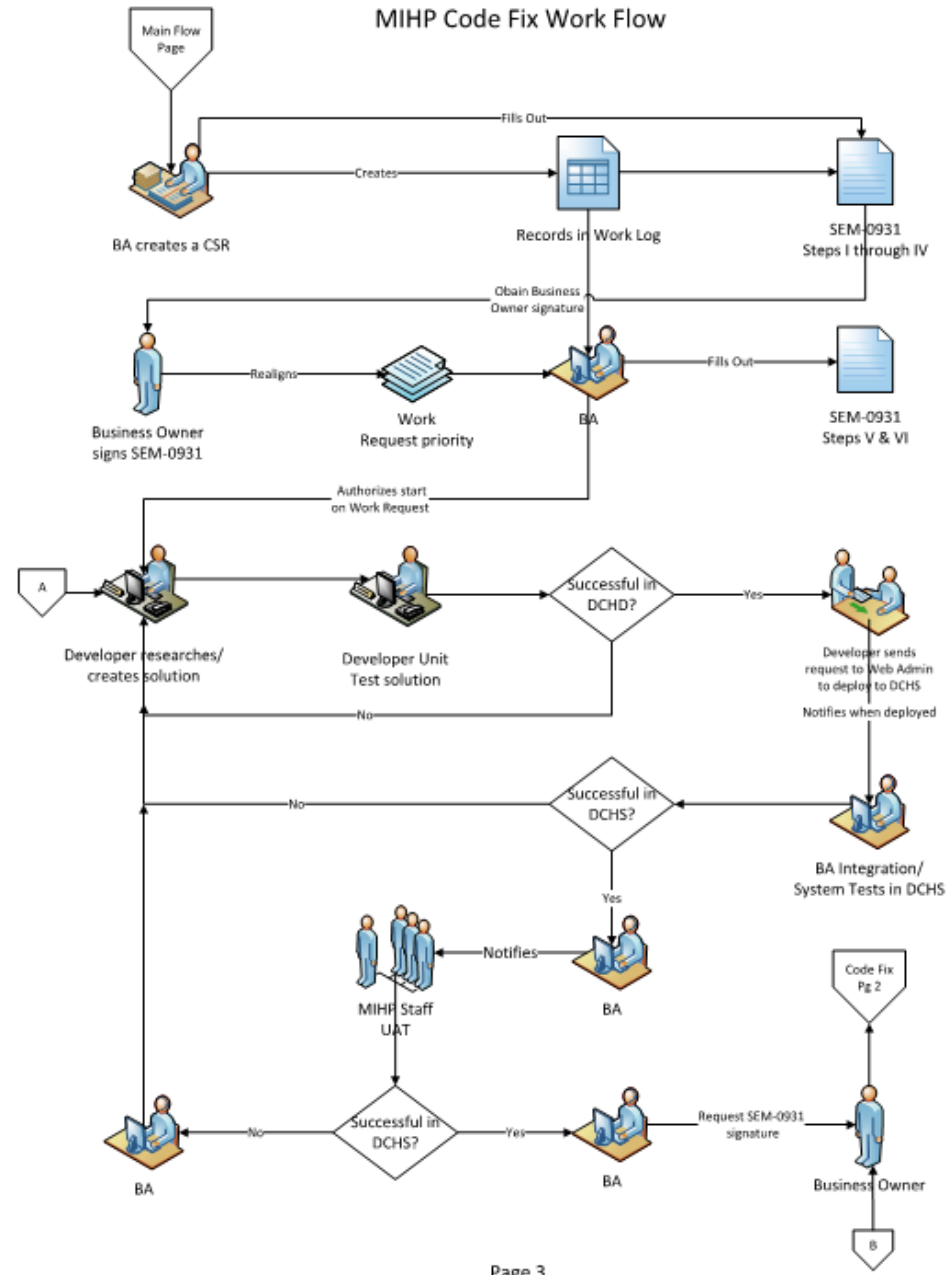 MIHP Code Fix Work Flow
Main Flow
Page
Fills Out
Creates
BA creates a CSR
Records in Work Log
SEM-0931
Steps I through IV
Obain Business
Owner signature
Realigns
Fills Out
Business Owner
signs SEM-0931
Work
Request priority
BA
SEM-0931
Steps V & VI
Authorizes start
on Work Request
A
Successful in
DCHD?
Yes
Developer researches/
creates solution
Developer Unit
Test solution
Developer sends
request to Web Admin
to deploy to DCHS
No
Notifies when deployed
Successful in
DCHS?
No
BA Integration/
System Tests in DCHS
Yes
Notifies
Code Fix
Pg 2
MIHP Staff
UAT
BA
Successful in
DCHS?
No
Yes
Request SEM-0931
signature
BA
BA
Business Owner
B
Page 3